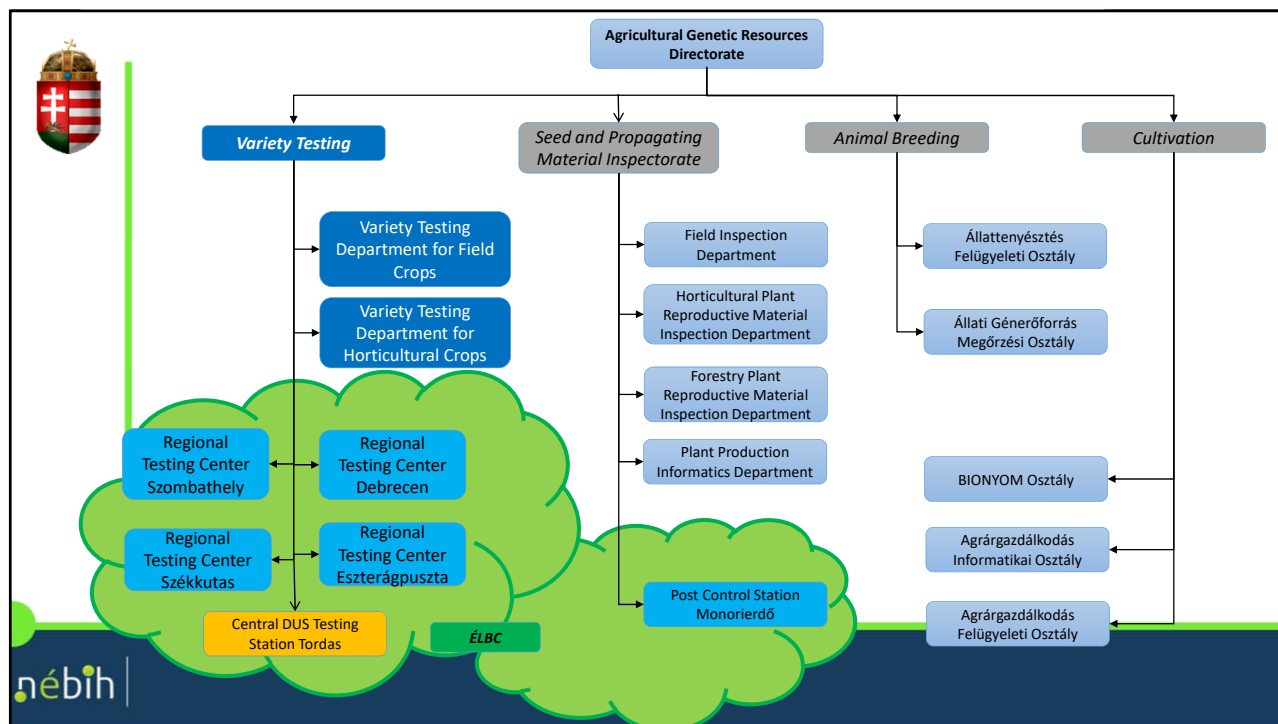 Agricultural Genetic Resources
Directorate
Variety Testing
Seed and Propagating
Material Inspectorate
Animal Breeding
Cultivation
Variety Testing
Department for Field
Crops
Variety Testing
Department for
Horticultural Crops
Regional
Testing Center
Szombathely
Regional
Testing Center
Debrecen
Regional
Testing Center
Székkutas
Regional
Testing Center
Eszterágpuszta
Central DUS Testing
Station Tordas
ÉLBC
Field Inspection
Department
Horticultural Plant
Reproductive Material
Inspection Department
Forestry Plant
Reproductive Material
Inspection Department
Plant Production
Informatics Department
Post Control Station
Monorierdő
Állattenyésztés
Felügyeleti Osztály
Állati Génerőforrás
Megőrzési Osztály
BIONYOM Osztály
Agrárgazdálkodás
Informatikai Osztály
Agrárgazdálkodás
Felügyeleti Osztály
nébih